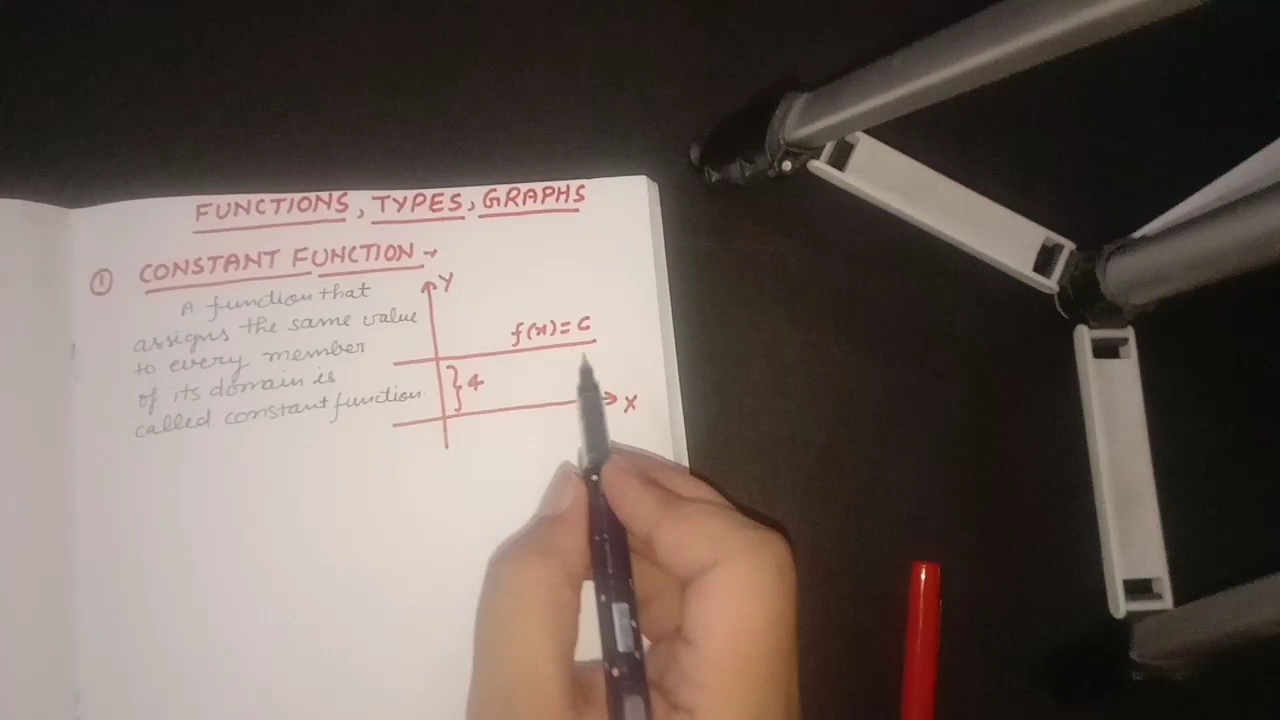 FUNCTIONS, TYPES, GRAPHS
① CONSTANT FUNCTION →
A function that
assigns the same value
to every member
of its domain is
called constant function.
Y
f(x) = C
} 4
X